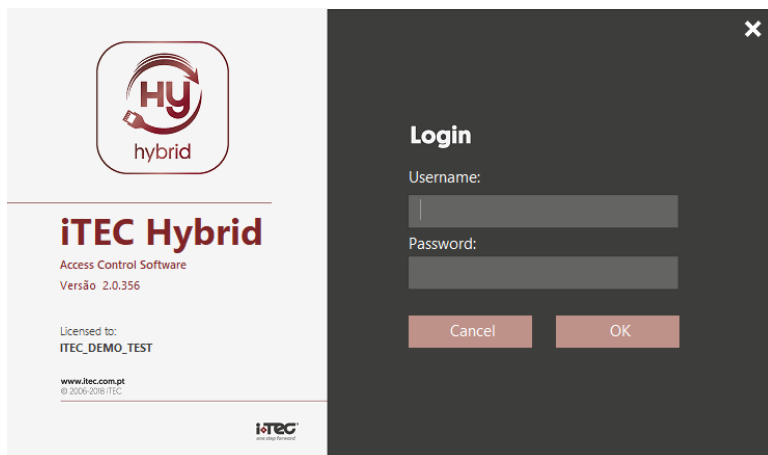 Hy
hybrid
iTEC Hybrid
Access Control Software
Versão 2.0.356
Licensed to:
ITEC_DEMO_TEST
www.itec.com.pt
© 2006-2018 iTEC
i-TEC
one step forward
Login
Username:
Password:
Cancel
OK